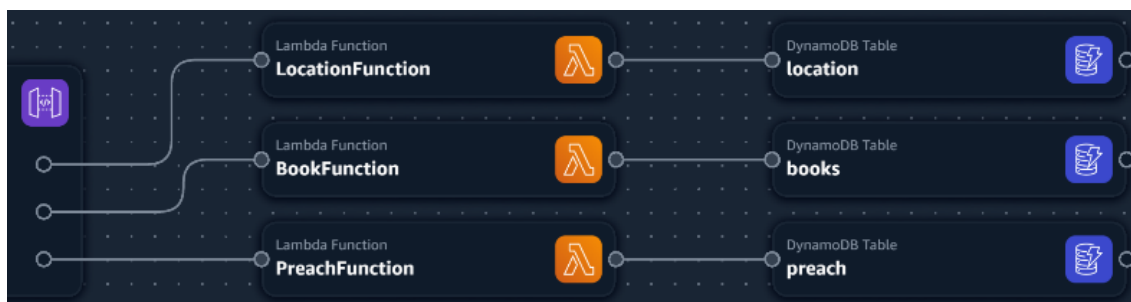 Lambda Function
LocationFunction
DynamoDB Table
location
Lambda Function
BookFunction
DynamoDB Table
books
Lambda Function
PreachFunction
DynamoDB Table
preach